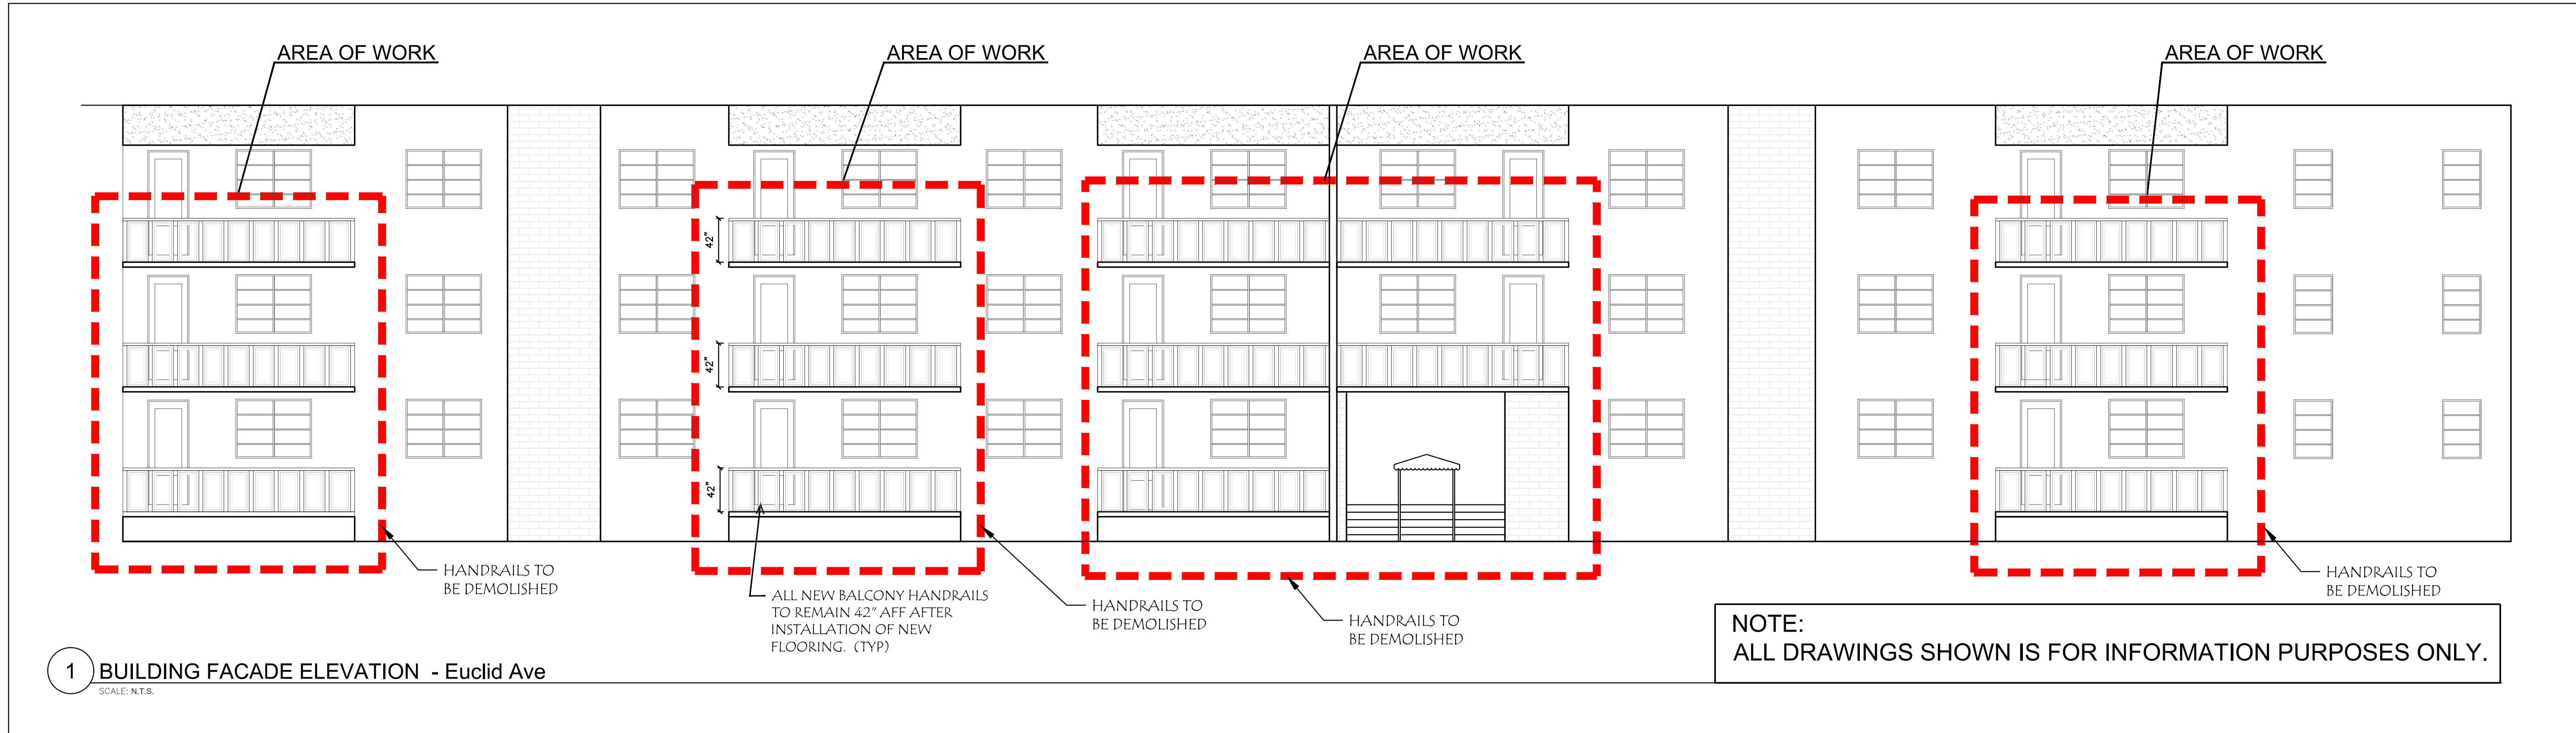 AREA OF WORK
AREA OF WORK
AREA OF WORK
AREA OF WORK
42"
42"
42"
HANDRAILS TO
BE DEMOLISHED
ALL NEW BALCONY HANDRAILS
TO REMAIN 42" AFF AFTER
INSTALLATION OF NEW
FLOORING. (TYP)
HANDRAILS TO
BE DEMOLISHED
HANDRAILS TO
BE DEMOLISHED
HANDRAILS TO
BE DEMOLISHED
NOTE:
ALL DRAWINGS SHOWN IS FOR INFORMATION PURPOSES ONLY.
1 BUILDING FACADE ELEVATION - Euclid Ave
SCALE: N.T.S.